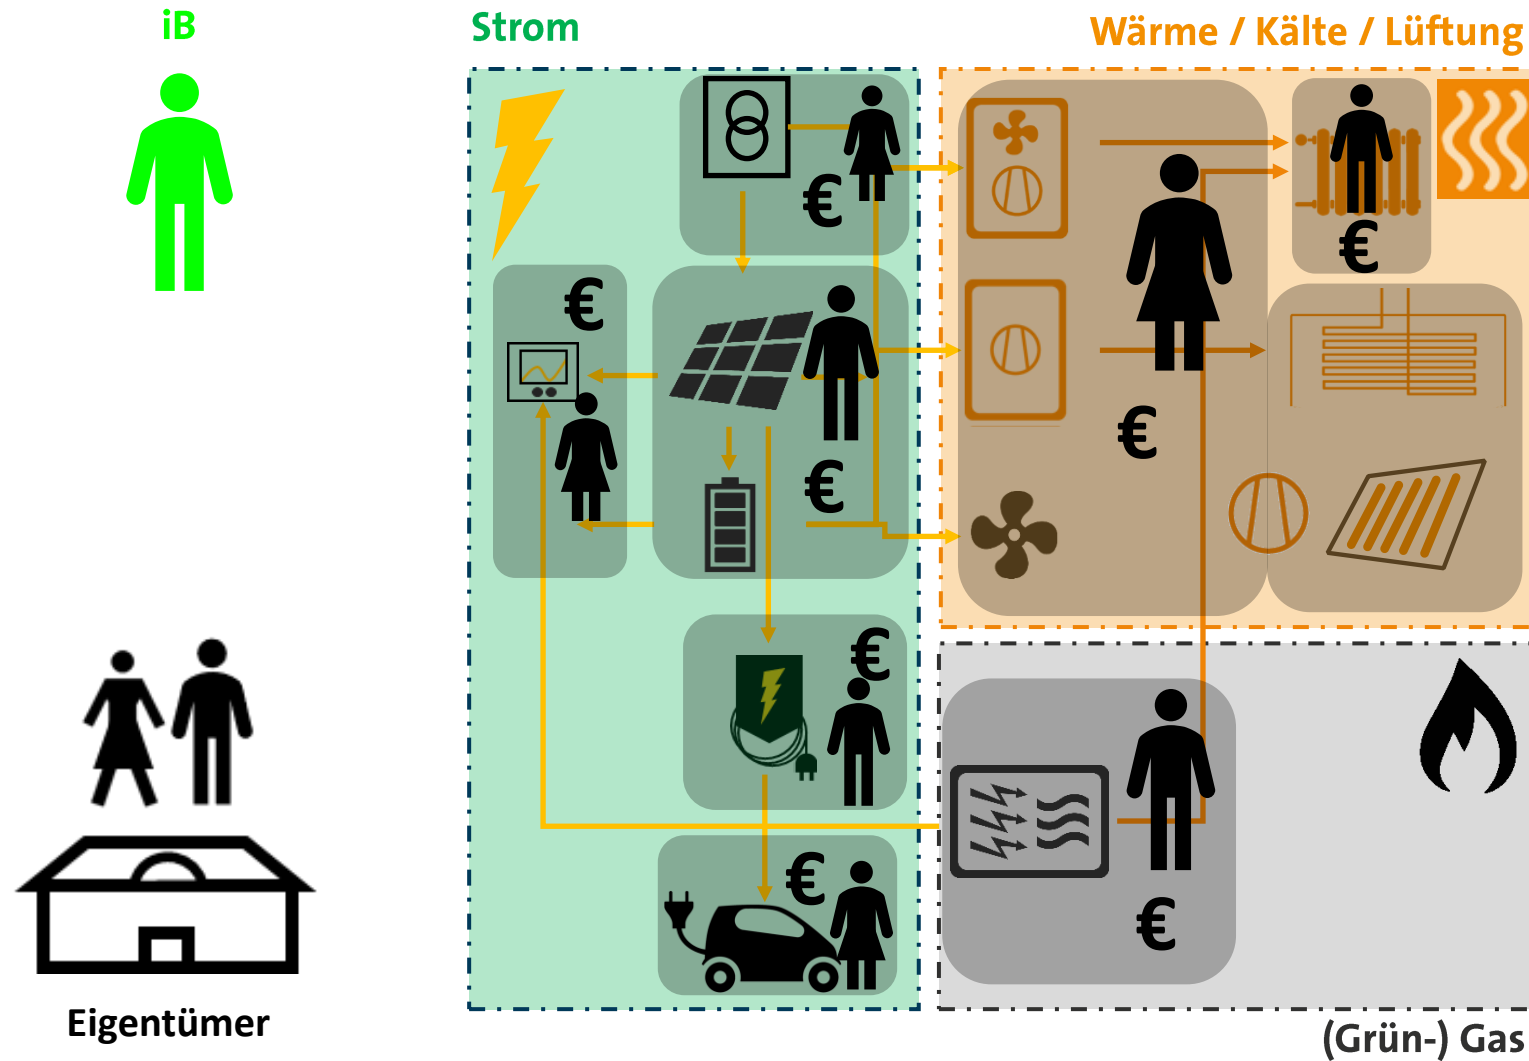 iB
Strom
Wärme / Kälte / Lüftung
€
€
€
€
€
€
€
€
€
Eigentümer
(Grün-) Gas